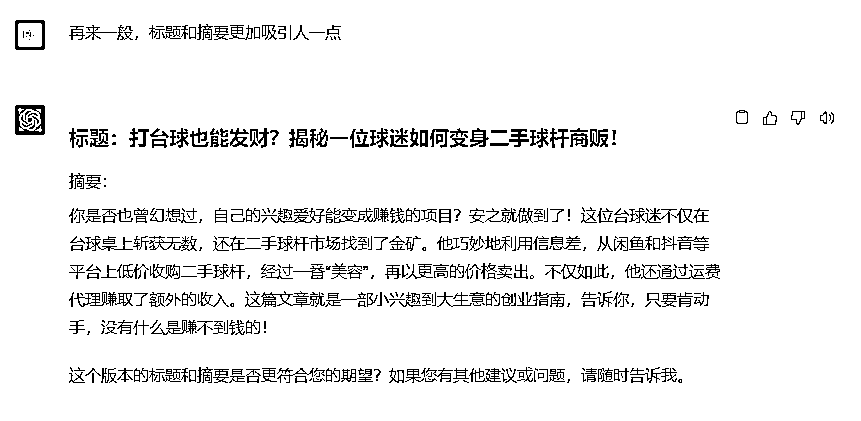 再来一般，标题和摘要更加吸引人一点
标题：打台球也能发财？揭秘一位球迷如何变身二手球杆商贩！
摘要：
你是否也曾幻想过，自己的兴趣爱好能变成赚钱的项目？安之就做到了！这位台球迷不仅在
台球桌上斩获无数，还在二手球杆市场找到了金矿。他巧妙地利用信息差，从闲鱼和抖音等
平台上低价收购二手球杆，经过一番“美容”，再以更高的价格卖出。不仅如此，他还通过运费
代理赚取了额外的收入。这篇文章就是一部小兴趣到大生意的创业指南，告诉你，只要肯动
手，没有什么是赚不到钱的！
这个版本的标题和摘要是否更符合您的期望？如果您有其他建议或问题，请随时告诉我。